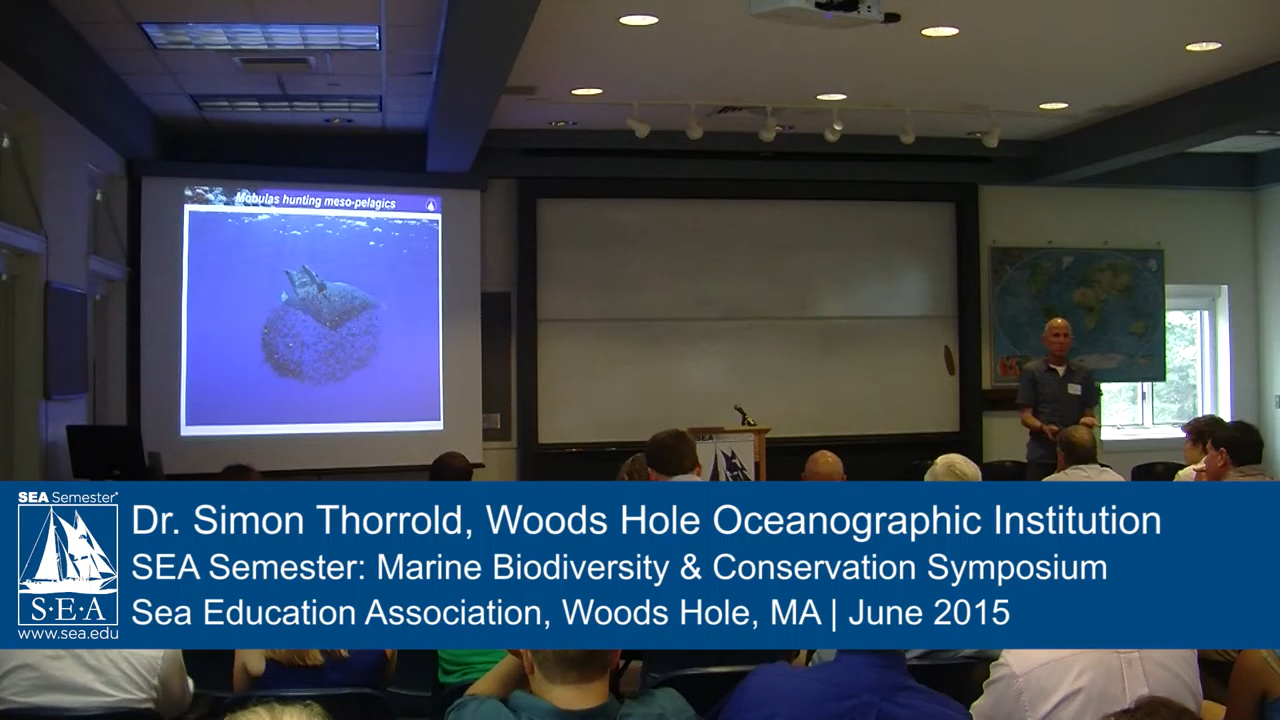 Mobulas hunting meso-pelagics
SEA
SEA Semester®
Dr. Simon Thorrold, Woods Hole Oceanographic Institution
SEA Semester: Marine Biodiversity & Conservation Symposium
S·E·A
Sea Education Association, Woods Hole, MA | June 2015
www.sea.edu